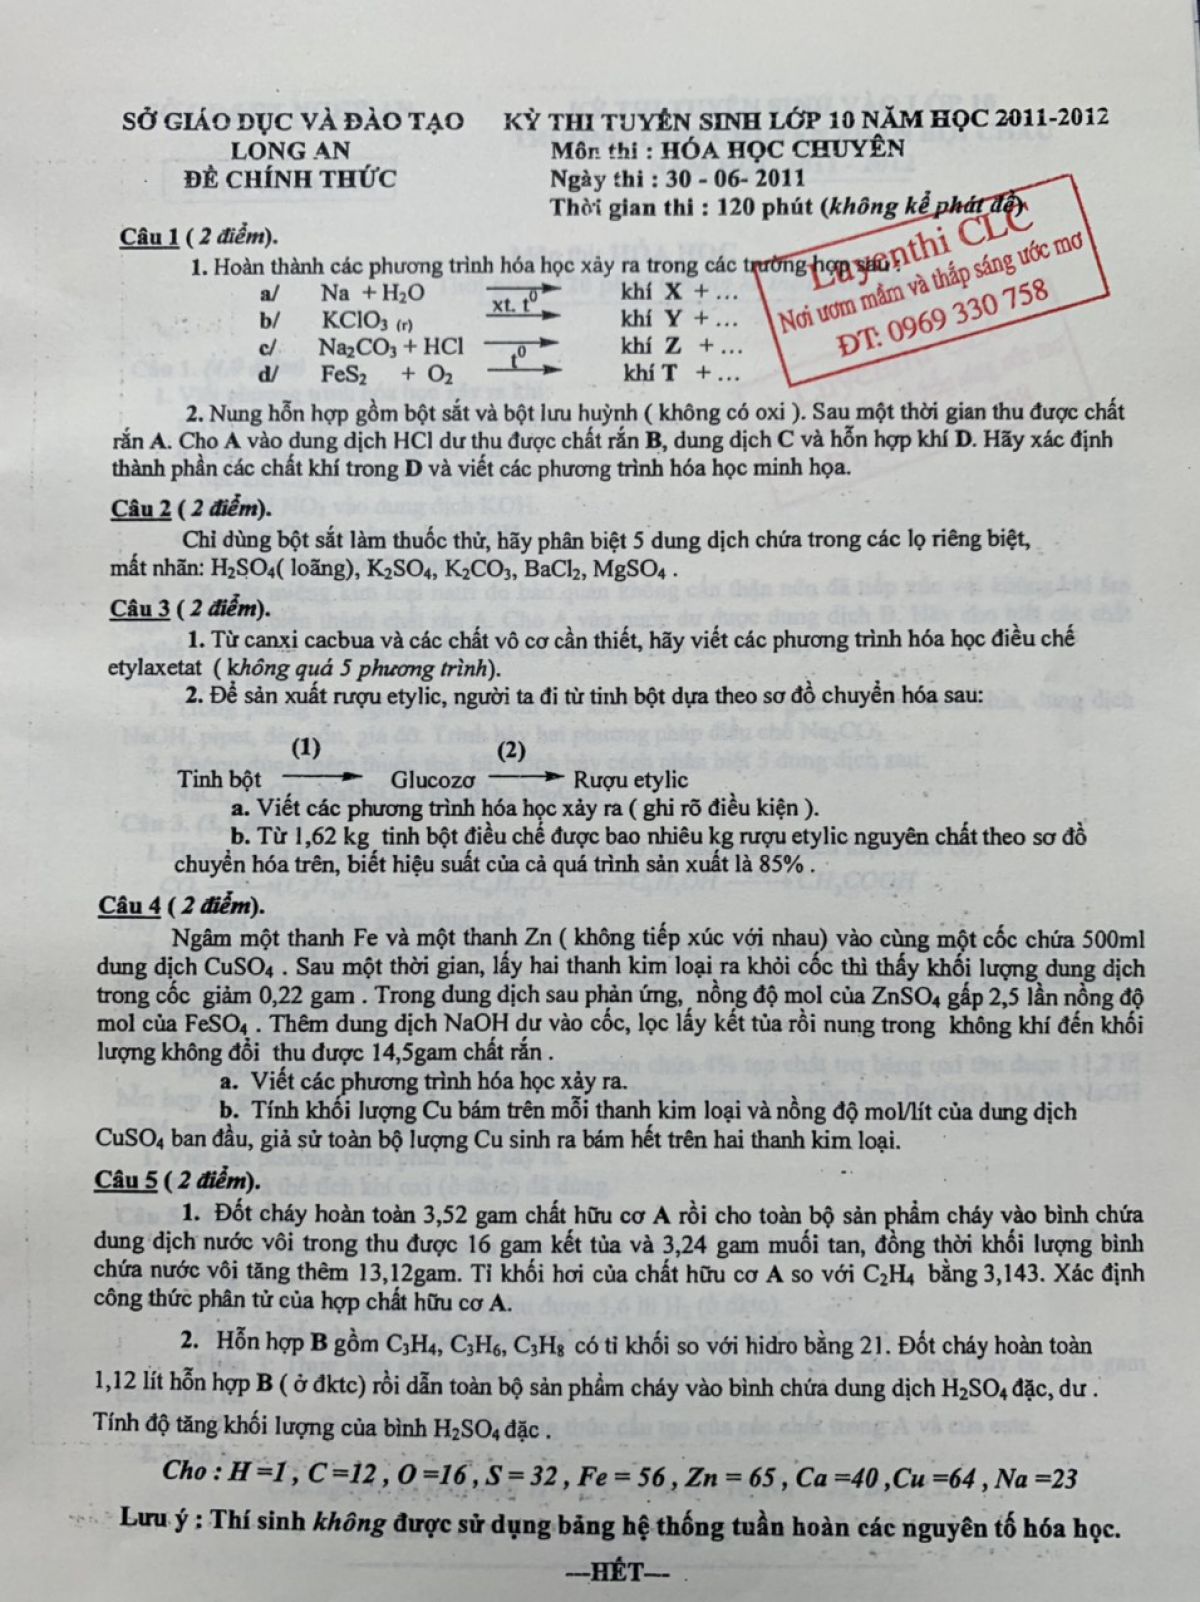 SỞ GIÁO DỤC VÀ ĐÀO TẠO
LONG AN
ĐỀ CHÍNH THỨC
KỲ THI TUYỂN SINH LỚP 10 NĂM HỌC 2011-2012
Môn thi : HÓA HỌC CHUYÊN
Ngày thi : 30 - 06- 2011
Thời gian thi : 120 phút (không kể phát đề)
Luyenthi CLC
Nơi ươm mầm và thắp sáng ước mơ
ĐT: 0969 330 758
Câu 1 ( 2 điểm).
1. Hoàn thành các phương trình hóa học xảy ra trong các trường hợp sau :
a/ Na + H₂O → khí X + ...
b/ KClO₃ (r) xt. t⁰ → khí Y + ...
c/ Na₂CO₃ + HCl → khí Z + ...
d/ FeS₂ + O₂ t⁰ → khí T + ...
2. Nung hỗn hợp gồm bột sắt và bột lưu huỳnh ( không có oxi ). Sau một thời gian thu được chất
rắn A. Cho A vào dung dịch HCl dư thu được chất rắn B, dung dịch C và hỗn hợp khí D. Hãy xác định
thành phần các chất khí trong D và viết các phương trình hóa học minh họa.
Câu 2 ( 2 điểm).
Chỉ dùng bột sắt làm thuốc thử, hãy phân biệt 5 dung dịch chứa trong các lọ riêng biệt,
mất nhãn: H₂SO₄( loãng), K₂SO₄, K₂CO₃, BaCl₂, MgSO₄ .
Câu 3 ( 2 điểm).
1. Từ canxi cacbua và các chất vô cơ cần thiết, hãy viết các phương trình hóa học điều chế
etylaxetat ( không quá 5 phương trình).
2. Để sản xuất rượu etylic, người ta đi từ tinh bột dựa theo sơ đồ chuyển hóa sau:
(1) (2)
Tinh bột → Glucozơ → Rượu etylic
a. Viết các phương trình hóa học xảy ra ( ghi rõ điều kiện ).
b. Từ 1,62 kg tinh bột điều chế được bao nhiêu kg rượu etylic nguyên chất theo sơ đồ
chuyển hóa trên, biết hiệu suất của cả quá trình sản xuất là 85% .
Câu 4 ( 2 điểm).
Ngâm một thanh Fe và một thanh Zn ( không tiếp xúc với nhau) vào cùng một cốc chứa 500ml
dung dịch CuSO₄ . Sau một thời gian, lấy hai thanh kim loại ra khỏi cốc thì thấy khối lượng dung dịch
trong cốc giảm 0,22 gam . Trong dung dịch sau phản ứng, nồng độ mol của ZnSO₄ gấp 2,5 lần nồng độ
mol của FeSO₄ . Thêm dung dịch NaOH dư vào cốc, lọc lấy kết tủa rồi nung trong không khí đến khối
lượng không đổi thu được 14,5gam chất rắn .
a. Viết các phương trình hóa học xảy ra.
b. Tính khối lượng Cu bám trên mỗi thanh kim loại và nồng độ mol/lít của dung dịch
CuSO₄ ban đầu, giả sử toàn bộ lượng Cu sinh ra bám hết trên hai thanh kim loại.
Câu 5 ( 2 điểm).
1. Đốt cháy hoàn toàn 3,52 gam chất hữu cơ A rồi cho toàn bộ sản phẩm cháy vào bình chứa
dung dịch nước vôi trong thu được 16 gam kết tủa và 3,24 gam muối tan, đồng thời khối lượng bình
chứa nước vôi tăng thêm 13,12gam. Tỉ khối hơi của chất hữu cơ A so với C₂H₄ bằng 3,143. Xác định
công thức phân tử của hợp chất hữu cơ A.
2. Hỗn hợp B gồm C₃H₄, C₃H₆, C₃H₈ có tỉ khối so với hidro bằng 21. Đốt cháy hoàn toàn
1,12 lít hỗn hợp B ( ở đktc) rồi dẫn toàn bộ sản phẩm cháy vào bình chứa dung dịch H₂SO₄ đặc, dư .
Tính độ tăng khối lượng của bình H₂SO₄ đặc .
Cho : H =1 , C =12 , O =16 , S = 32 , Fe = 56 , Zn = 65 , Ca =40 ,Cu =64 , Na =23
Lưu ý : Thí sinh không được sử dụng bảng hệ thống tuần hoàn các nguyên tố hóa học.
---HẾT---